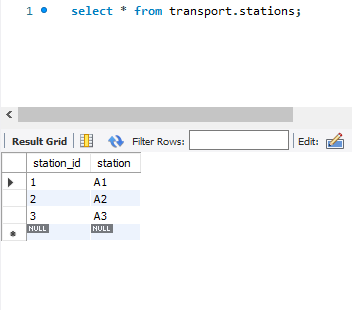 1 select * from transport.stations;
Result Grid Filter Rows: Edit:
station_id station
1 A1
2 A2
3 A3
NULL NULL